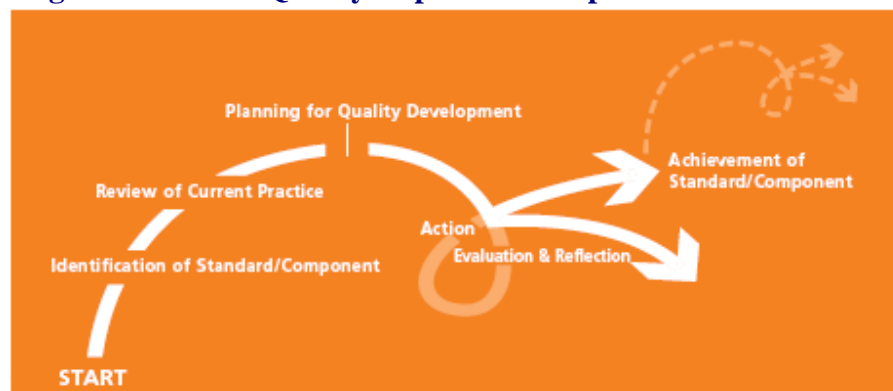 Planning for Quality Development
Achievement of
Standard/Component
Review of Current Practice
Action
Evaluation & Reflection
Identification of Standard/Component
START